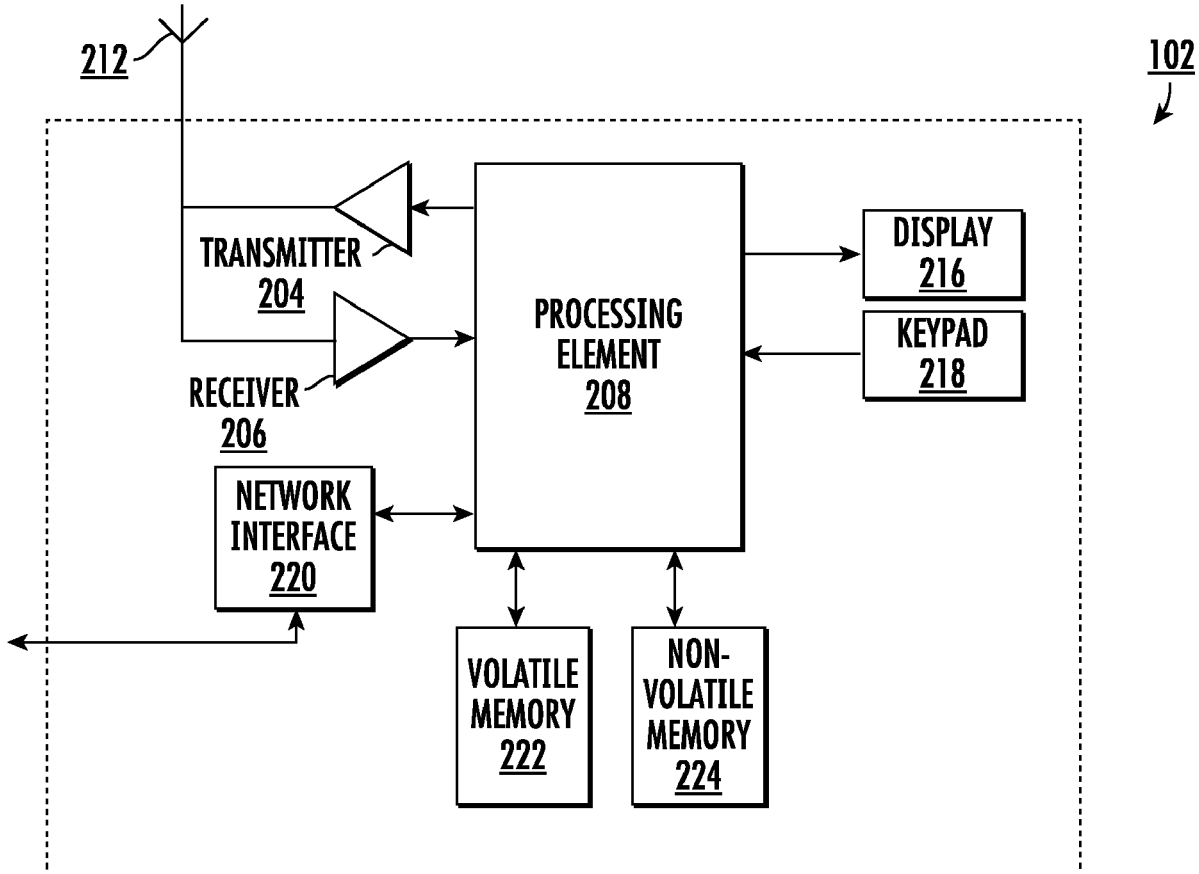 212
102
TRANSMITTER
204
PROCESSING
ELEMENT
208
DISPLAY
216
KEYPAD
218
RECEIVER
206
NETWORK
INTERFACE
220
VOLATILE
MEMORY
222
NON-
VOLATILE
MEMORY
224